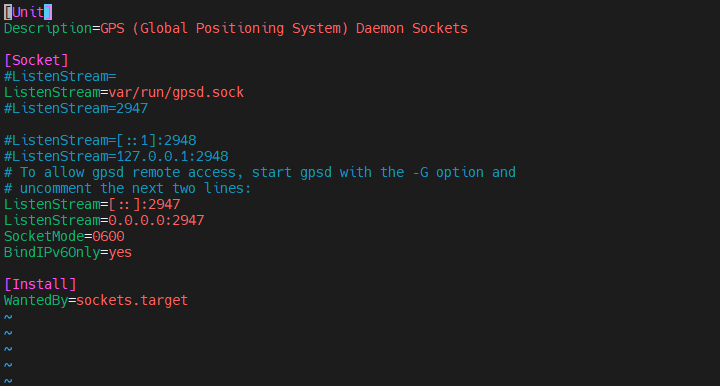 [Unit]
Description=GPS (Global Positioning System) Daemon Sockets
[Socket]
#ListenStream=
ListenStream=var/run/gpsd.sock
#ListenStream=2947
#ListenStream=[::1]:2948
#ListenStream=127.0.0.1:2948
# To allow gpsd remote access, start gpsd with the -G option and
# uncomment the next two lines:
ListenStream=[::]:2947
ListenStream=0.0.0.0:2947
SocketMode=0600
BindIPv6Only=yes
[Install]
WantedBy=sockets.target
~
~
~
~
~